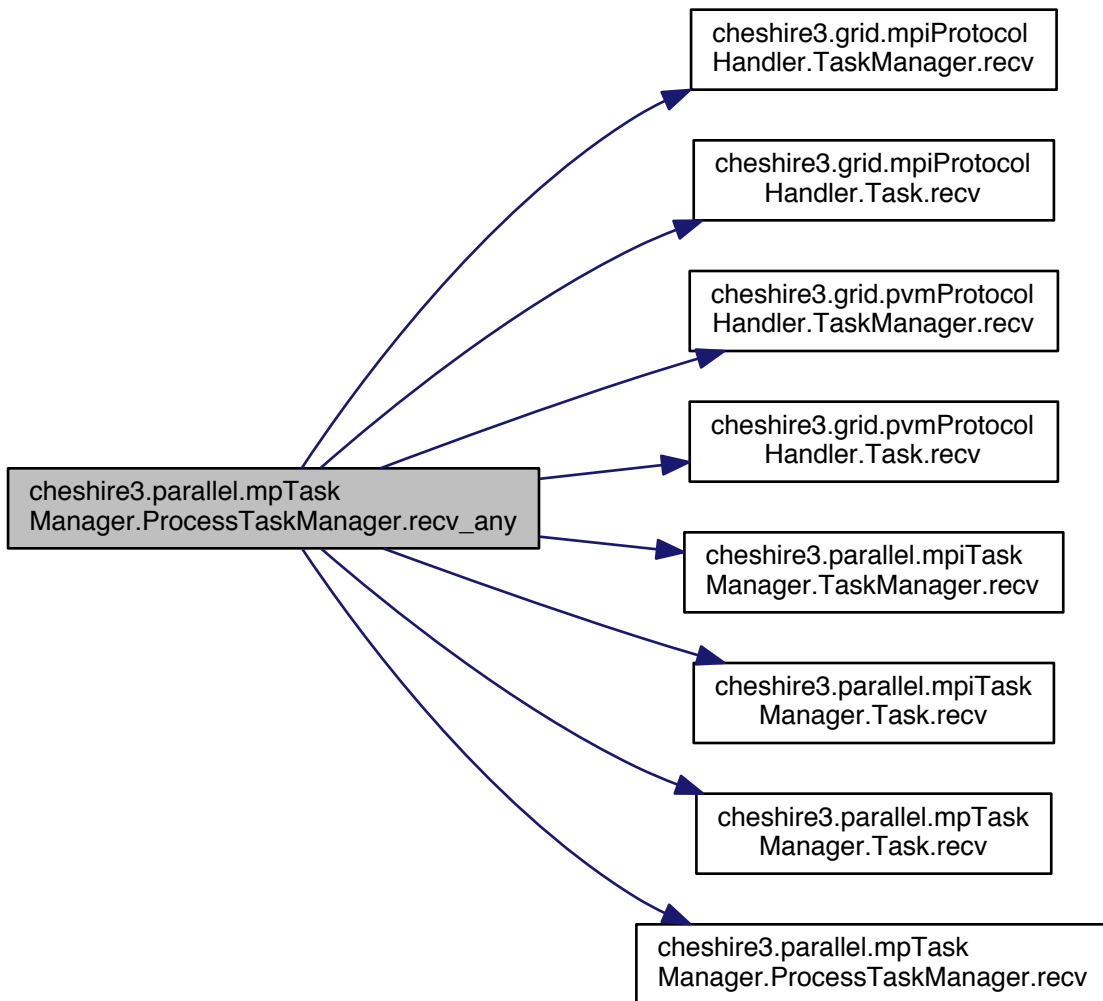 cheshire3.grid.mpiProtocol
Handler.TaskManager.recv
cheshire3.grid.mpiProtocol
Handler.Task.recv
cheshire3.grid.pvmProtocol
Handler.TaskManager.recv
cheshire3.grid.pvmProtocol
Handler.Task.recv
cheshire3.parallel.mpTask
Manager.ProcessTaskManager.recv_any
cheshire3.parallel.mpiTask
Manager.TaskManager.recv
cheshire3.parallel.mpiTask
Manager.Task.recv
cheshire3.parallel.mpTask
Manager.Task.recv
cheshire3.parallel.mpTask
Manager.ProcessTaskManager.recv